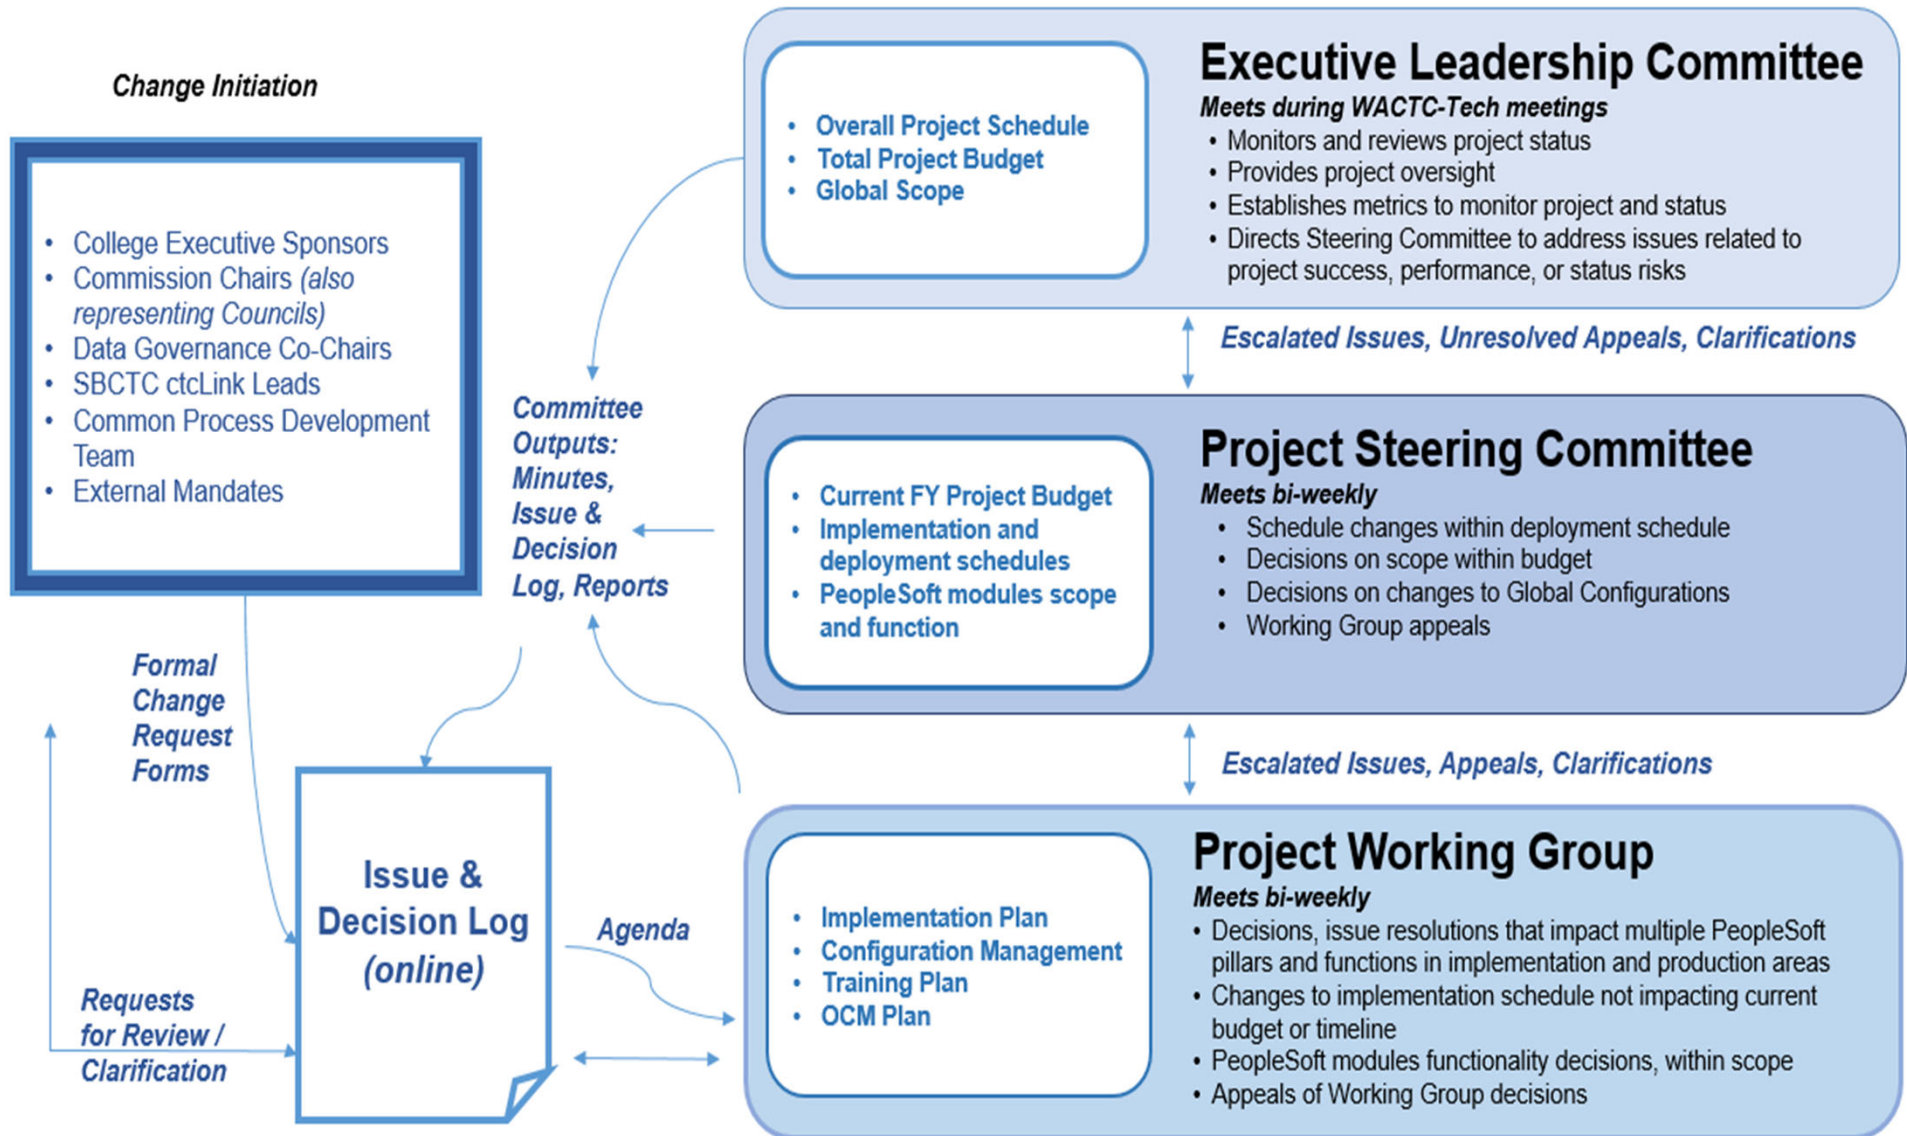 Change Initiation
• College Executive Sponsors
• Commission Chairs (also
representing Councils)
• Data Governance Co-Chairs
• SBCTC ctcLink Leads
• Common Process Development
Team
• External Mandates
Formal
Change
Request
Forms
Requests
for Review /
Clarification
Issue &
Decision Log
(online)
Agenda
Committee
Outputs:
Minutes,
Issue &
Decision
Log, Reports
• Overall Project Schedule
• Total Project Budget
• Global Scope
Executive Leadership Committee
Meets during WACTC-Tech meetings
• Monitors and reviews project status
• Provides project oversight
• Establishes metrics to monitor project and status
• Directs Steering Committee to address issues related to
project success, performance, or status risks
Escalated Issues, Unresolved Appeals, Clarifications
• Current FY Project Budget
• Implementation and
deployment schedules
• PeopleSoft modules scope
and function
Project Steering Committee
Meets bi-weekly
• Schedule changes within deployment schedule
• Decisions on scope within budget
• Decisions on changes to Global Configurations
• Working Group appeals
Escalated Issues, Appeals, Clarifications
• Implementation Plan
• Configuration Management
• Training Plan
• OCM Plan
Project Working Group
Meets bi-weekly
• Decisions, issue resolutions that impact multiple PeopleSoft
pillars and functions in implementation and production areas
• Changes to implementation schedule not impacting current
budget or timeline
• PeopleSoft modules functionality decisions, within scope
• Appeals of Working Group decisions